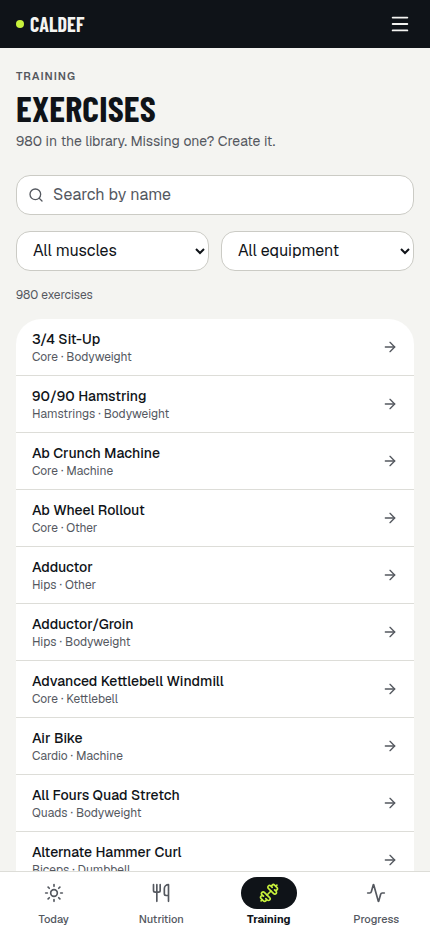 CALDEF
TRAINING
EXERCISES
980 in the library. Missing one? Create it.
Search by name
All muscles
All equipment
980 exercises
3/4 Sit-Up
Core · Bodyweight
90/90 Hamstring
Hamstrings · Bodyweight
Ab Crunch Machine
Core · Machine
Ab Wheel Rollout
Core · Other
Adductor
Hips · Other
Adductor/Groin
Hips · Bodyweight
Advanced Kettlebell Windmill
Core · Kettlebell
Air Bike
Cardio · Machine
All Fours Quad Stretch
Quads · Bodyweight
Alternate Hammer Curl
Biceps · Dumbbell
Today
Nutrition
Training
Progress